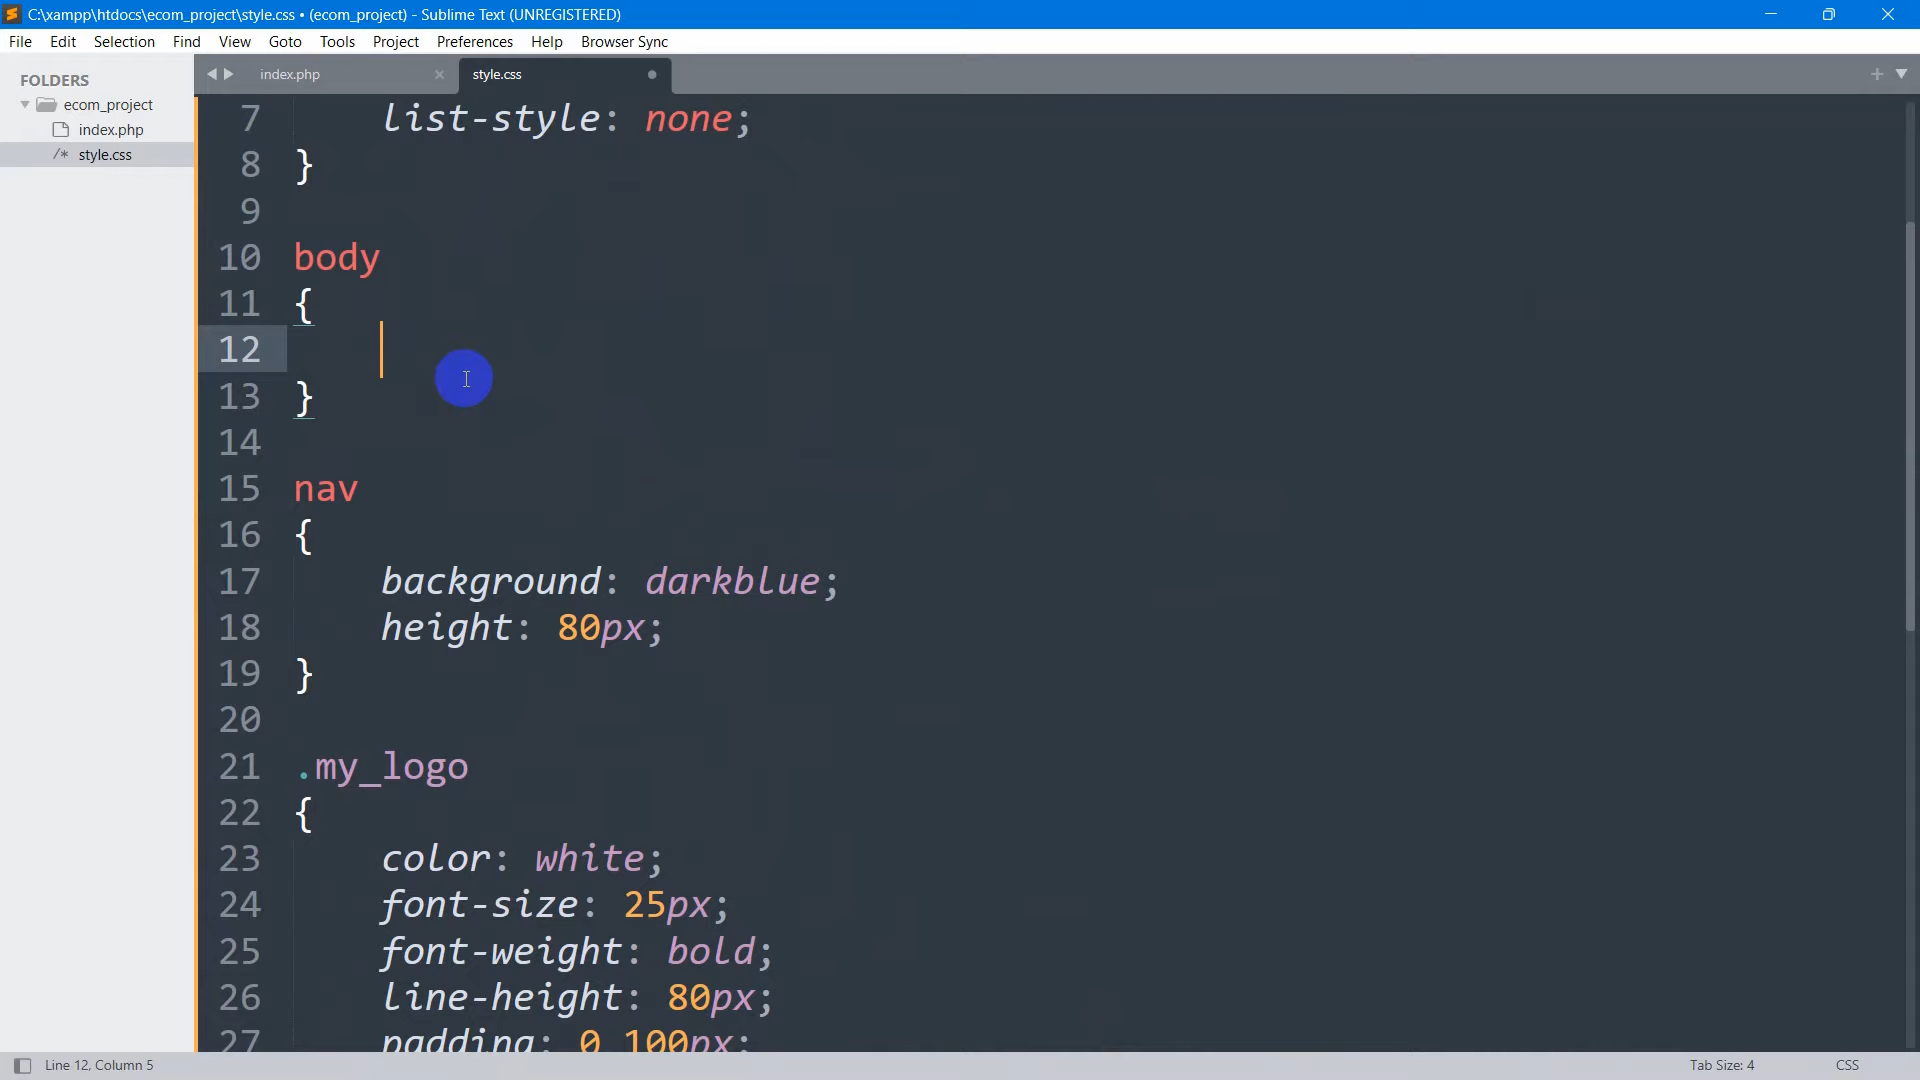 C:\xampp\htdocs\ecom_project\style.css • (ecom_project) - Sublime Text (UNREGISTERED)
File Edit Selection Find View Goto Tools Project Preferences Help Browser Sync
FOLDERS
ecom_project
index.php
/* style.css
index.php style.css
7 list-style: none;
8 }
9
10 body
11 {
12
13 }
14
15 nav
16 {
17 background: darkblue;
18 height: 80px;
19 }
20
21 .my_logo
22 {
23 color: white;
24 font-size: 25px;
25 font-weight: bold;
26 line-height: 80px;
27 padding: 0 100px;
Line 12, Column 5 Tab Size: 4 CSS